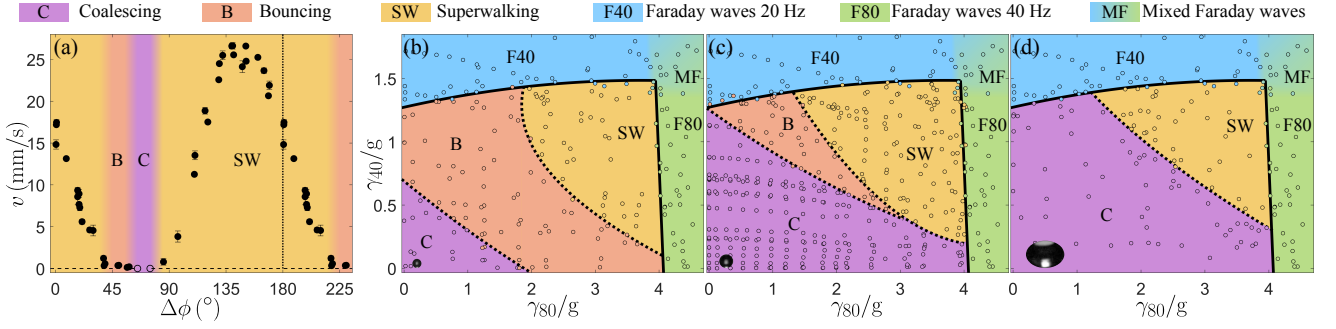 C Coalescing B Bouncing SW Superwalking F40 Faraday waves 20 Hz F80 Faraday waves 40 Hz MF Mixed Faraday waves
(a)
25
20
15
10
5
0
v (mm/s)
B C SW
0 45 90 135 180 225
Δϕ (°)
(b)
F40
MF
F80
B
SW
C
1.5
1
0.5
0
γ40/g
0 1 2 3 4
γ80/g
(c)
F40
MF
F80
B
SW
C
0 1 2 3 4
γ80/g
(d)
F40
MF
F80
SW
C
0 1 2 3 4
γ80/g